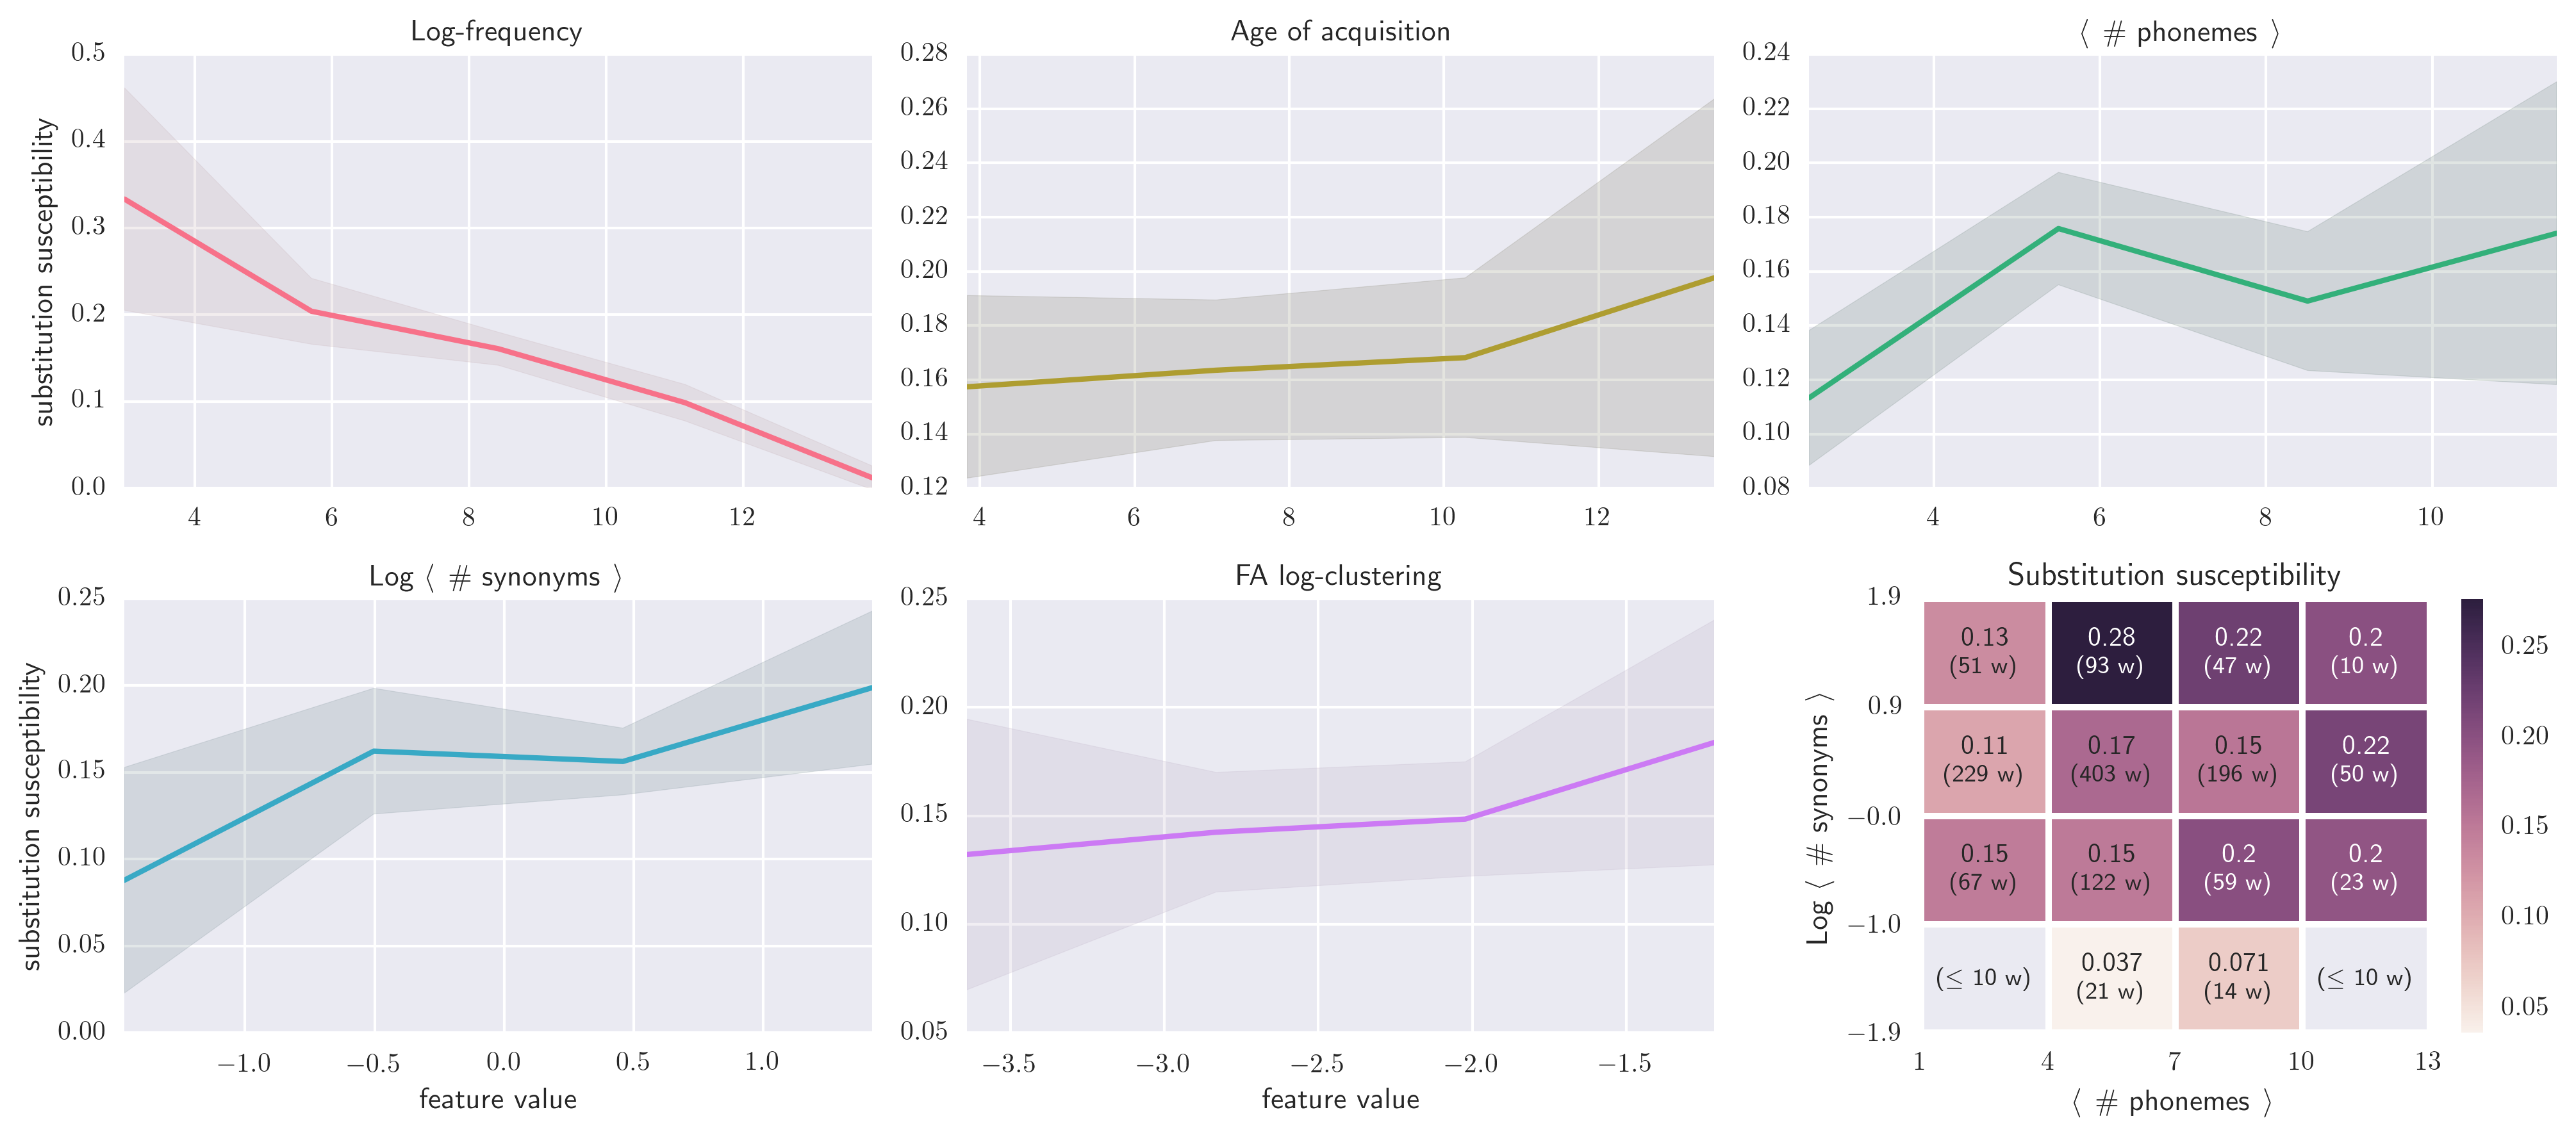 Log-frequency
0.5
0.4
0.3
0.2
0.1
0.0
substitution susceptibility
4 6 8 10 12
Age of acquisition
0.28
0.26
0.24
0.22
0.20
0.18
0.16
0.14
0.12
4 6 8 10 12
⟨ # phonemes ⟩
0.24
0.22
0.20
0.18
0.16
0.14
0.12
0.10
0.08
4 6 8 10
Log ⟨ # synonyms ⟩
0.25
0.20
0.15
0.10
0.05
0.00
substitution susceptibility
−1.0 −0.5 0.0 0.5 1.0
feature value
FA log-clustering
0.25
0.20
0.15
0.10
0.05
−3.5 −3.0 −2.5 −2.0 −1.5
feature value
Substitution susceptibility
1.9
0.9
−0.0
−1.0
−1.9
Log ⟨ # synonyms ⟩
0.13 0.28 0.22 0.2
(51 w) (93 w) (47 w) (10 w)
0.11 0.17 0.15 0.22
(229 w) (403 w) (196 w) (50 w)
0.15 0.15 0.2 0.2
(67 w) (122 w) (59 w) (23 w)
0.037 0.071
(≤ 10 w) (21 w) (14 w) (≤ 10 w)
1 4 7 10 13
⟨ # phonemes ⟩
0.25
0.20
0.15
0.10
0.05